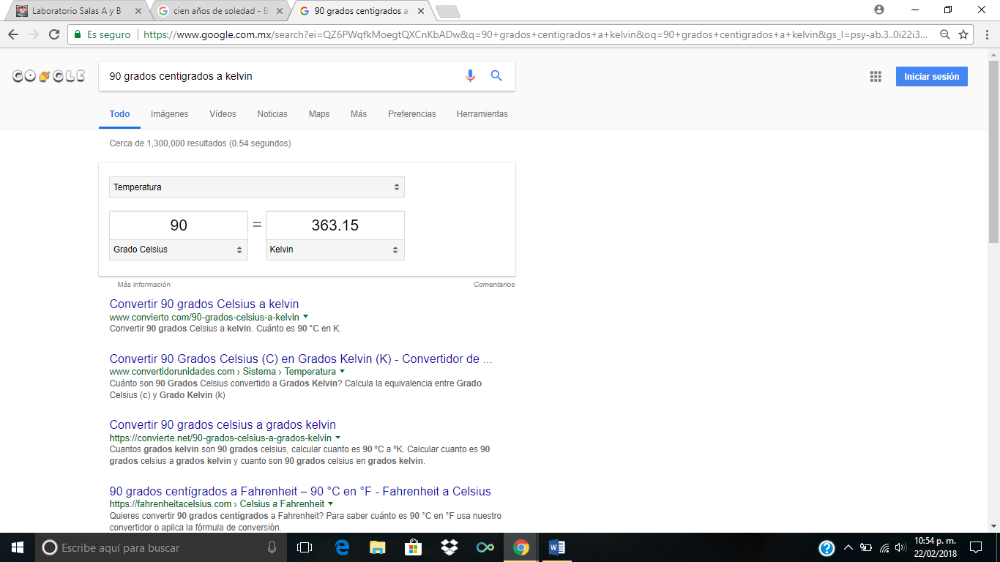 Laboratorio Salas A y B
cien años de soledad - B
90 grados centigrados a
Es seguro
https://www.google.com.mx/search?ei=QZ6PWqfkMoegtQXCnKbADw&q=90+grados+centigrados+a+kelvin&oq=90+grados+centigrados+a+kelvin&gs_l=psy-ab.3..0i22i3...
GOOGLE
90 grados centigrados a kelvin
Iniciar sesión
Todo Imágenes Vídeos Noticias Maps Más Preferencias Herramientas
Cerca de 1,300,000 resultados (0.54 segundos)
Temperatura
90 = 363.15
Grado Celsius Kelvin
Más información Comentarios
Convertir 90 grados Celsius a kelvin
www.convierto.com/90-grados-celsius-a-kelvin
Convertir 90 grados Celsius a kelvin. Cuánto es 90 °C en K.
Convertir 90 Grados Celsius (C) en Grados Kelvin (K) - Convertidor de ...
www.convertidorunidades.com › Sistema › Temperatura
Cuánto son 90 Grados Celsius convertido a Grados Kelvin? Calcula la equivalencia entre Grado
Celsius (c) y Grado Kelvin (k)
Convertir 90 grados celsius a grados kelvin
https://convierte.net/90-grados-celsius-a-grados-kelvin
Cuantos grados kelvin son 90 grados celsius, calcular cuanto es 90 ºC a ºK. Calcular cuanto es 90
grados celsius a grados kelvin y cuanto son 90 grados celsius en grados kelvin.
90 grados centígrados a Fahrenheit – 90 °C en °F - Fahrenheit a Celsius
https://fahrenheitacelsius.com › Celsius a Fahrenheit
Quieres convertir 90 grados centígrados a Fahrenheit? Para saber cuánto es 90 °C en °F usa nuestro
convertidor o aplica la fórmula de conversión.
Escribe aquí para buscar
10:54 p. m.
22/02/2018